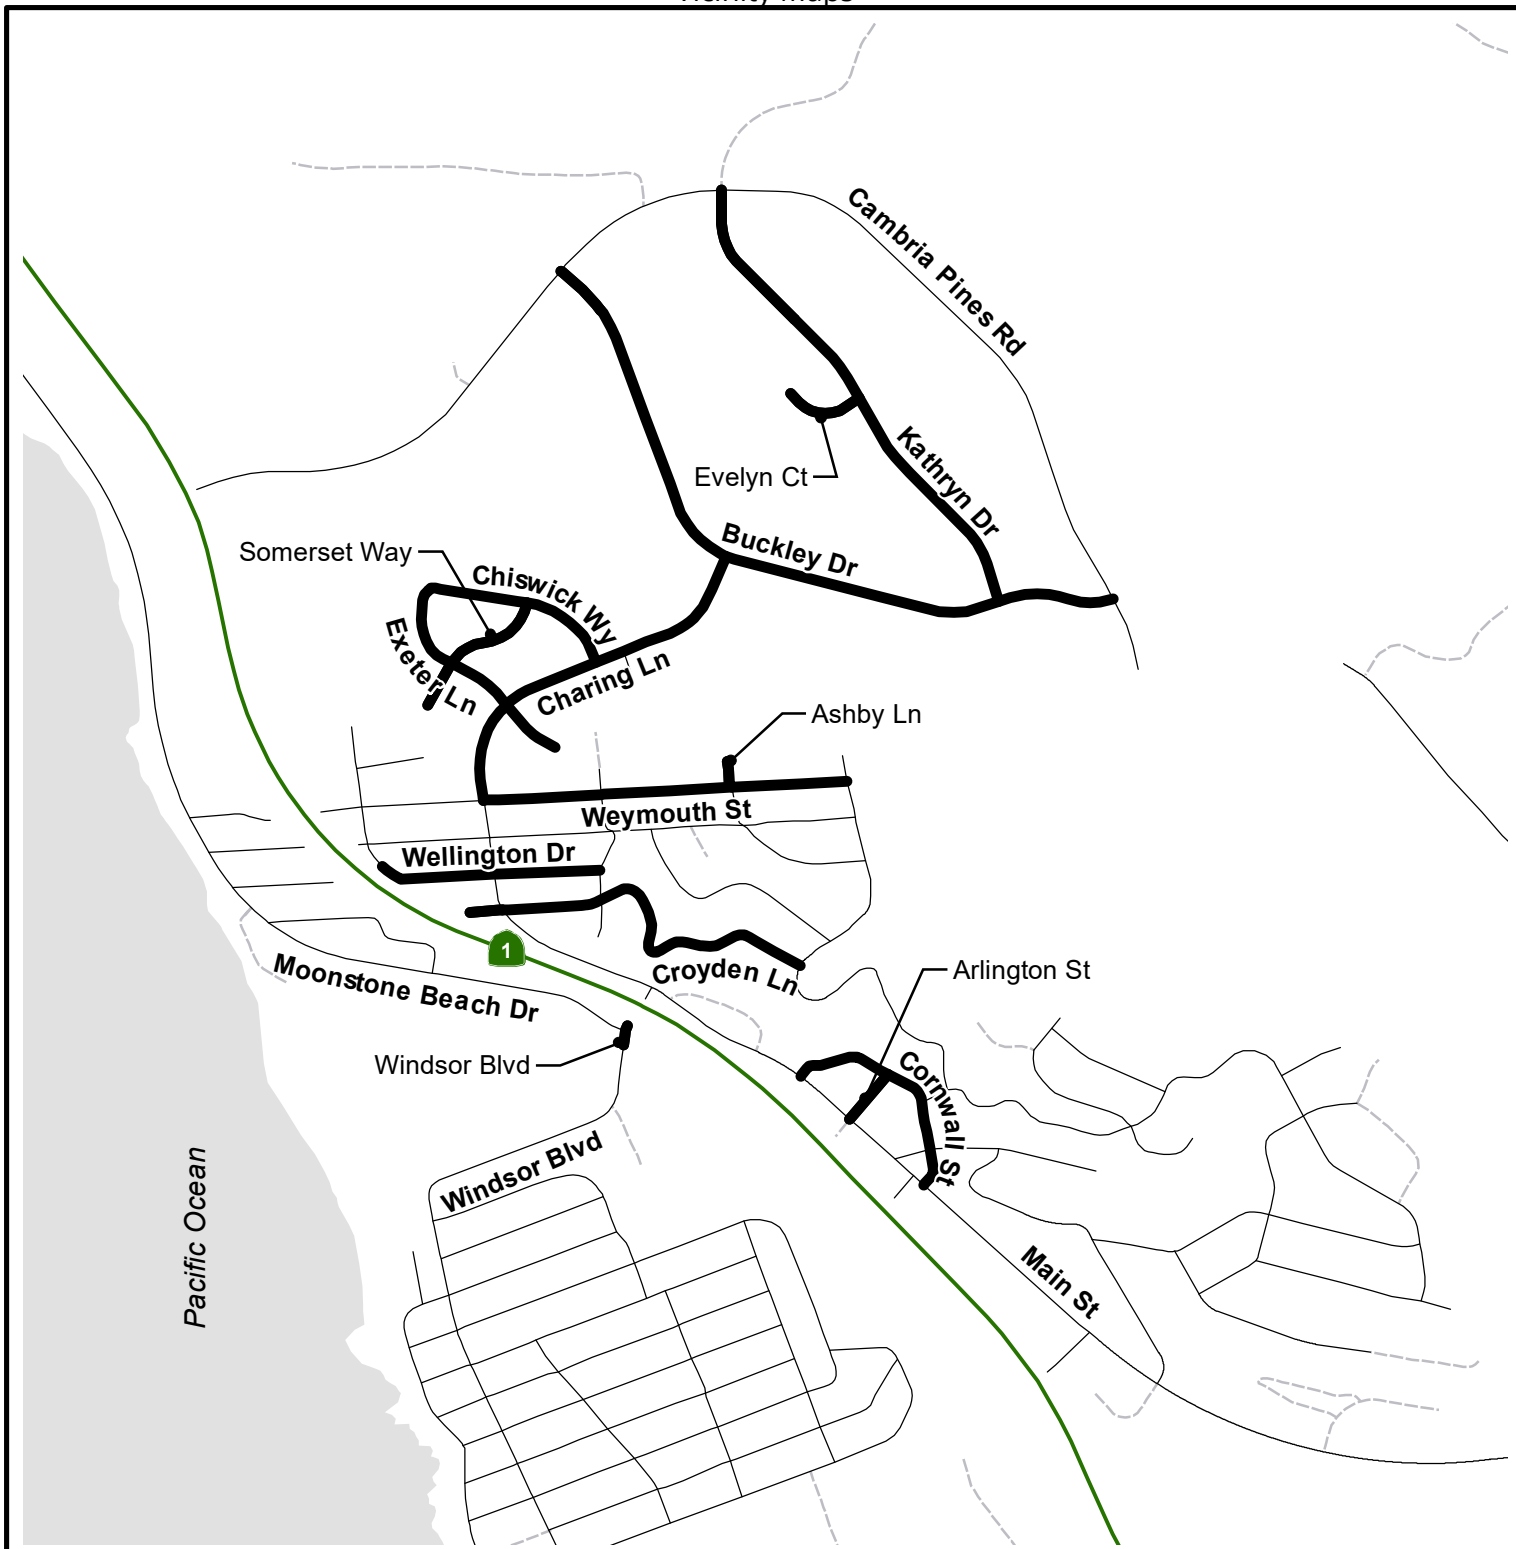 Cambria Pines Rd
Kathryn Dr
Evelyn Ct
Buckley Dr
Somerset Way
Chiswick Wy
Exeter Ln
Charing Ln
Ashby Ln
Weymouth St
Wellington Dr
1
Croyden Ln
Moonstone Beach Dr
Arlington St
Windsor Blvd
Cornwall St
Windsor Blvd
Pacific Ocean
Main St